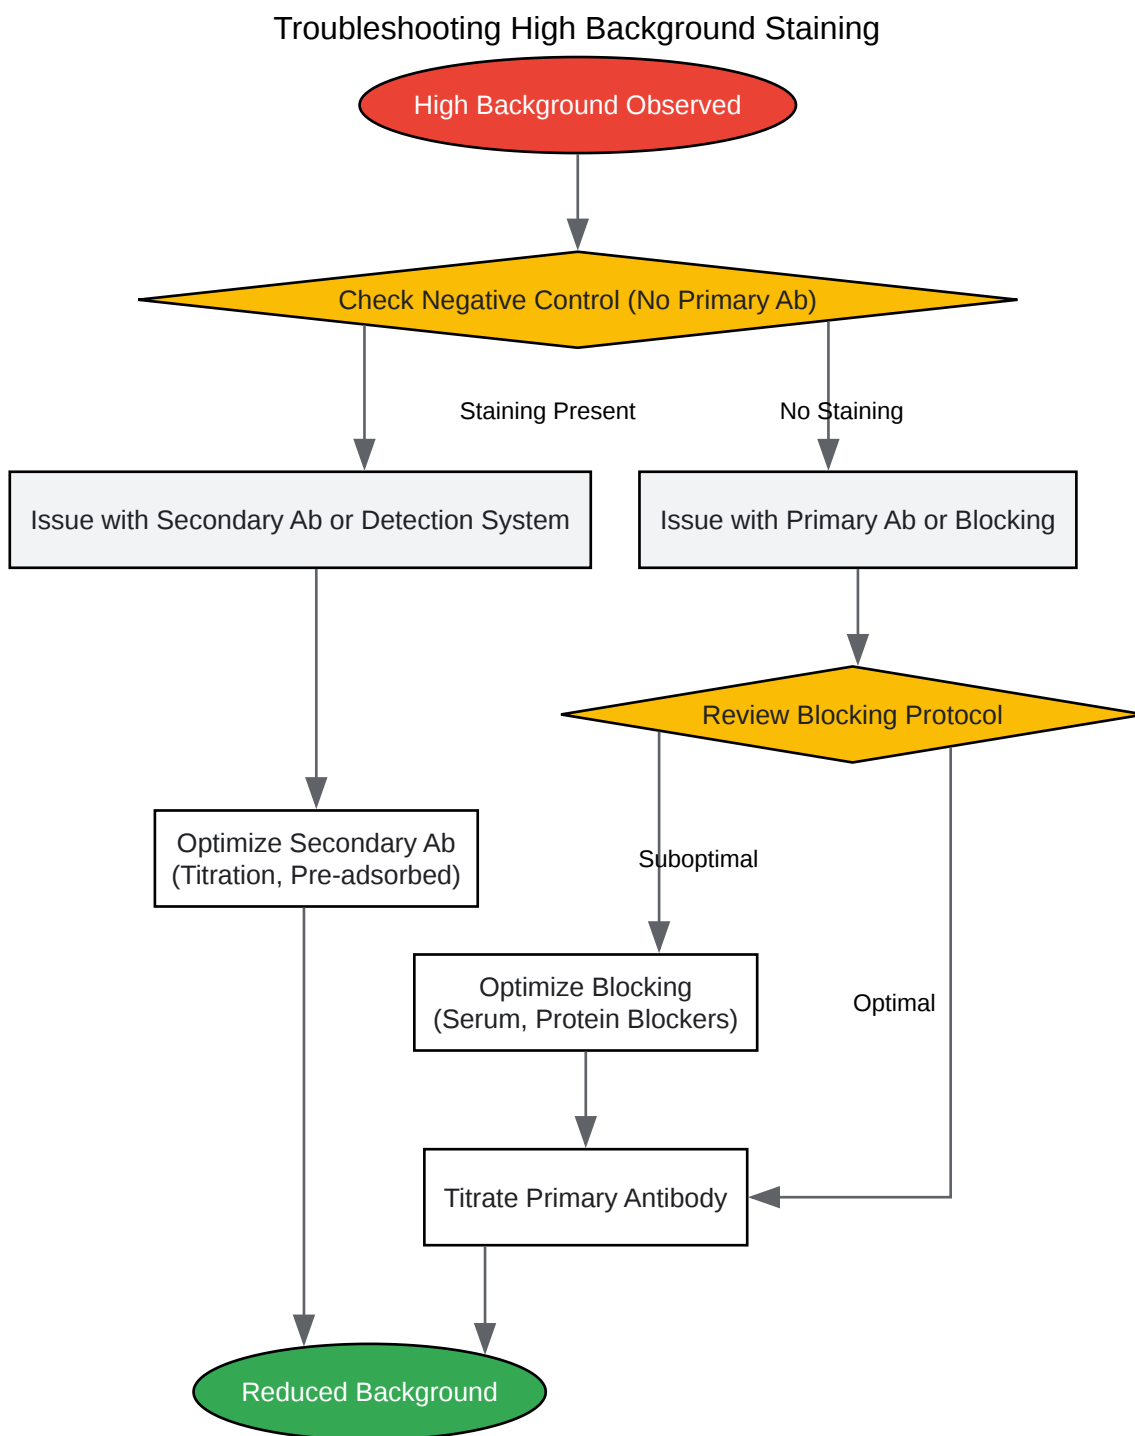 Troubleshooting High Background Staining
High Background Observed
Check Negative Control (No Primary Ab)
Staining Present
No Staining
Issue with Secondary Ab or Detection System
Issue with Primary Ab or Blocking
Review Blocking Protocol
Optimize Secondary Ab
(Titration, Pre-adsorbed)
Suboptimal
Optimize Blocking
(Serum, Protein Blockers)
Optimal
Titrate Primary Antibody
Reduced Background